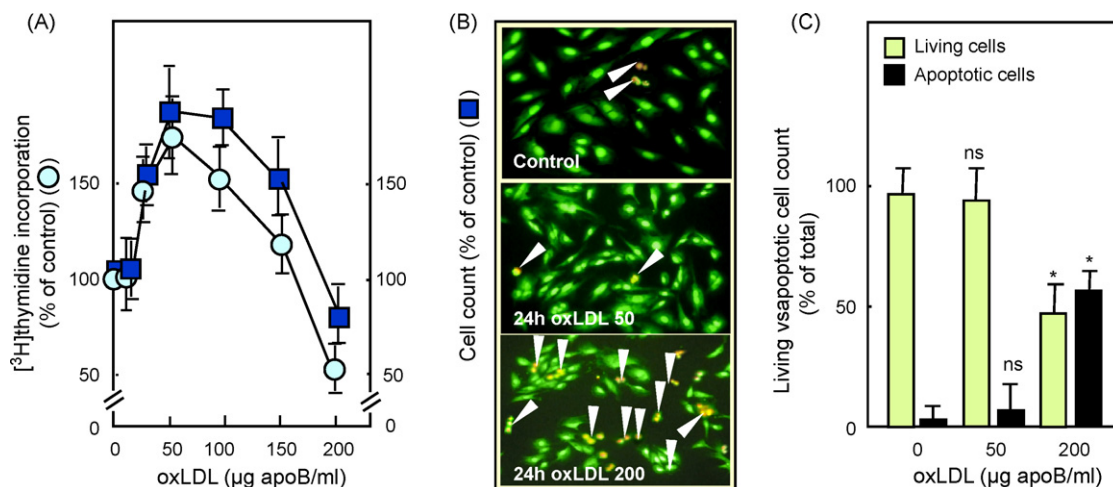 (A)
[³H]thymidine incorporation
(% of control) ( )
150
100
50
0
150
100
50
0
0 50 100 150 200
oxLDL (µg apoB/ml)
Cell count (% of control) ( )
(B)
Control
24h oxLDL 50
24h oxLDL 200
(C)
Living cells
Apoptotic cells
Living vsapoptotic cell count
(% of total)
100
50
0
ns
ns
*
*
0 50 200
oxLDL (µg apoB/ml)